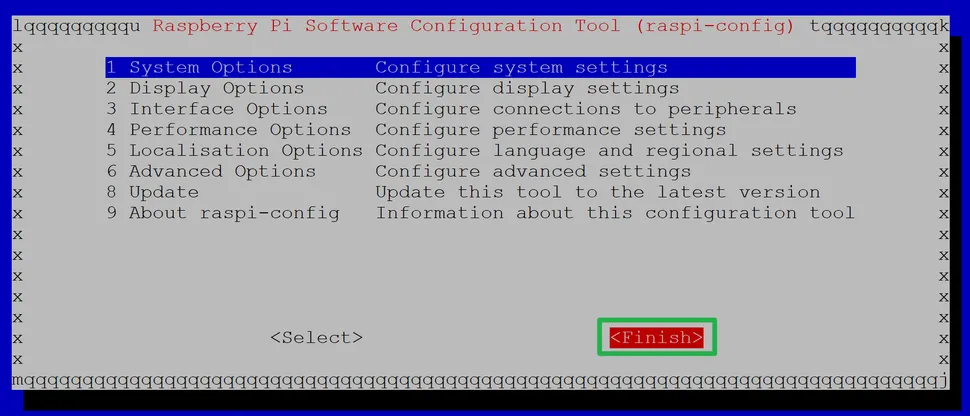 lqqqqqqqqqqu Raspberry Pi Software Configuration Tool (raspi-config) tqqqqqqqqqqk
x x
x 1 System Options Configure system settings x
x 2 Display Options Configure display settings x
x 3 Interface Options Configure connections to peripherals x
x 4 Performance Options Configure performance settings x
x 5 Localisation Options Configure language and regional settings x
x 6 Advanced Options Configure advanced settings x
x 8 Update Update this tool to the latest version x
x 9 About raspi-config Information about this configuration tool x
x x
x x
x x
x x
x x
x <Select> <Finish> x
x x
mqqqqqqqqqqqqqqqqqqqqqqqqqqqqqqqqqqqqqqqqqqqqqqqqqqqqqqqqqqqqqqqqqqqqqqqqqqqqqqj